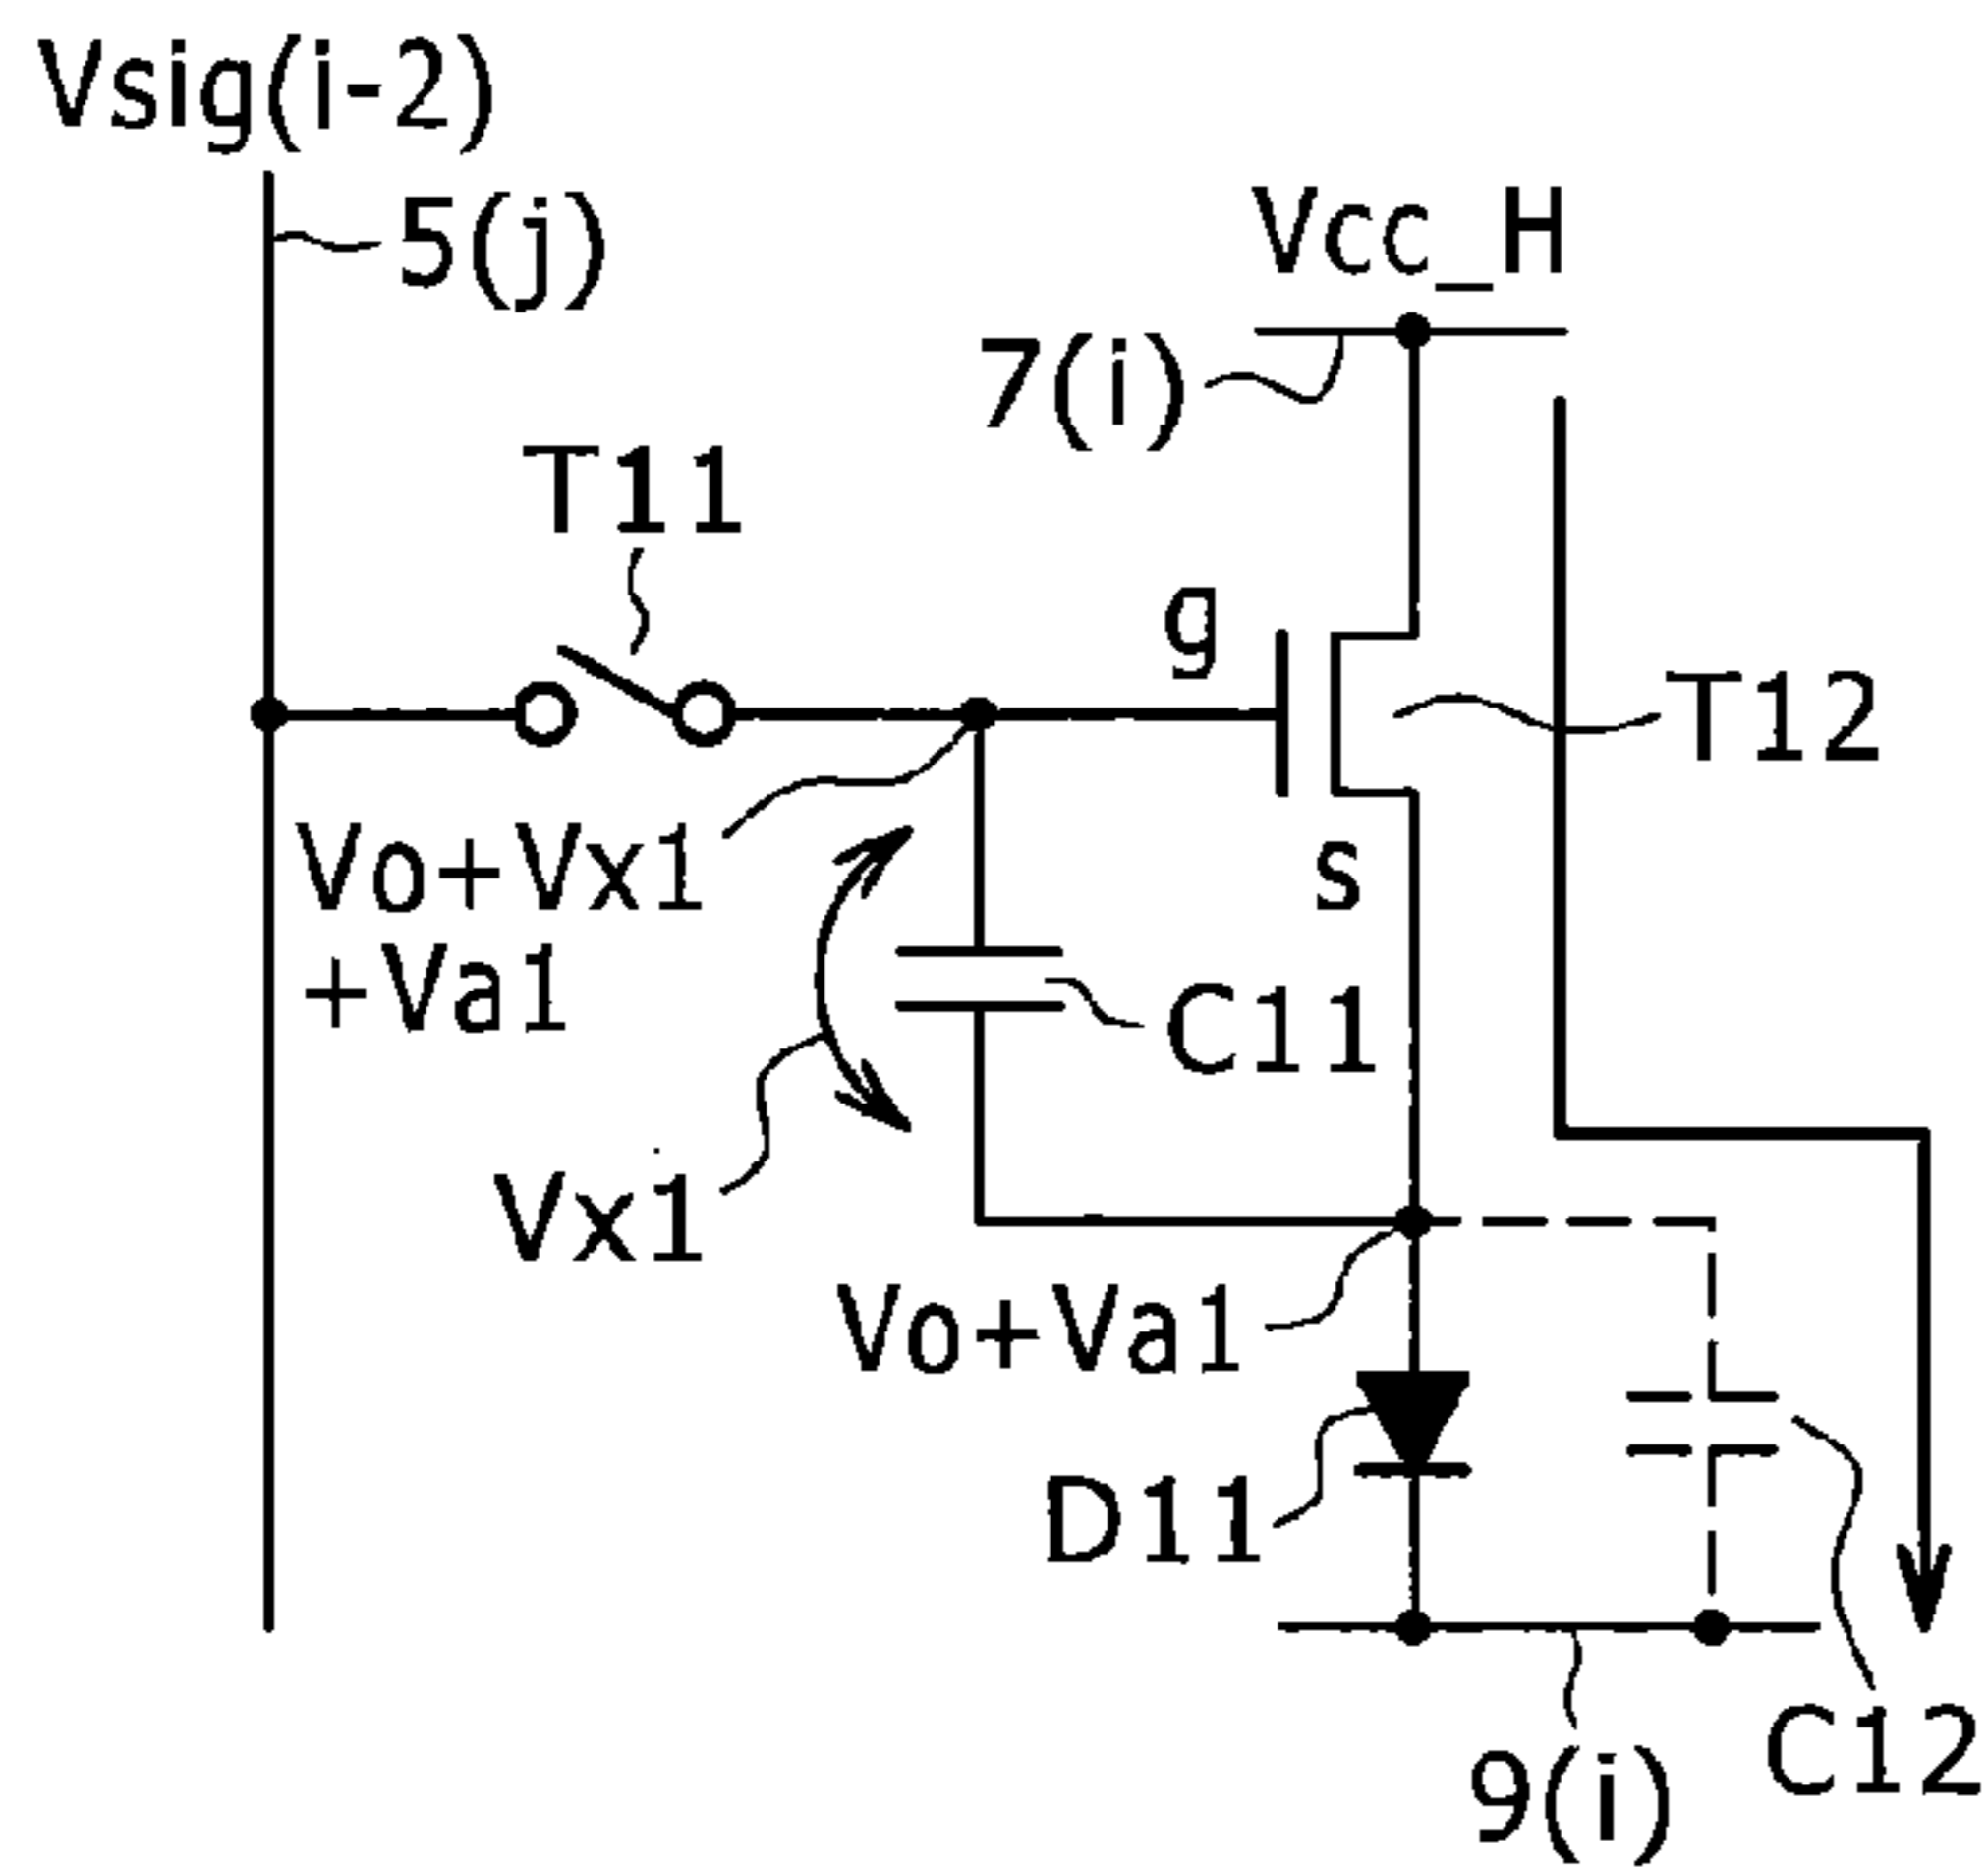 Vsig(i-2)
5(j)
Vcc_H
7(i)
T11
g
T12
Vo+Vx1
+Va1
s
C11
Vx1
Vo+Va1
D11
C12
9(i)